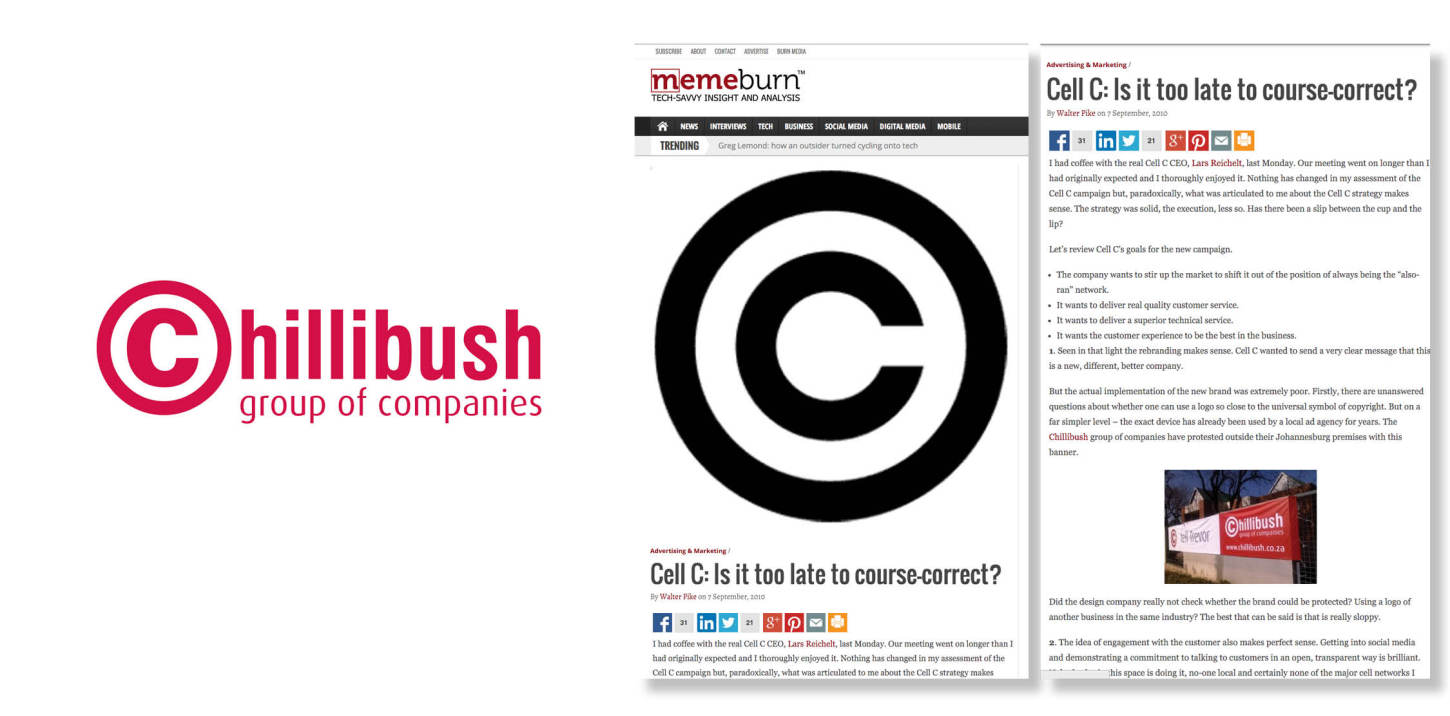 ©hillibush
group of companies
SUBSCRIBE ABOUT CONTACT ADVERTISE BURN MEDIA
memeburn™
TECH-SAVVY INSIGHT AND ANALYSIS
NEWS INTERVIEWS TECH BUSINESS SOCIAL MEDIA DIGITAL MEDIA MOBILE
TRENDING Greg Lemond: how an outsider turned cycling onto tech
©
Advertising & Marketing /
Cell C: Is it too late to course-correct?
By Walter Pike on 7 September, 2010
31 in 21 8+
I had coffee with the real Cell C CEO, Lars Reichelt, last Monday. Our meeting went on longer than I
had originally expected and I thoroughly enjoyed it. Nothing has changed in my assessment of the
Cell C campaign but, paradoxically, what was articulated to me about the Cell C strategy makes
Advertising & Marketing /
Cell C: Is it too late to course-correct?
By Walter Pike on 7 September, 2010
31 in 21 8+
I had coffee with the real Cell C CEO, Lars Reichelt, last Monday. Our meeting went on longer than I
had originally expected and I thoroughly enjoyed it. Nothing has changed in my assessment of the
Cell C campaign but, paradoxically, what was articulated to me about the Cell C strategy makes
sense. The strategy was solid, the execution, less so. Has there been a slip between the cup and the
lip?
Let's review Cell C's goals for the new campaign.
• The company wants to stir up the market to shift it out of the position of always being the "also-
ran" network.
• It wants to deliver real quality customer service.
• It wants to deliver a superior technical service.
• It wants the customer experience to be the best in the business.
1. Seen in that light the rebranding makes sense. Cell C wanted to send a very clear message that this
is a new, different, better company.
But the actual implementation of the new brand was extremely poor. Firstly, there are unanswered
questions about whether one can use a logo so close to the universal symbol of copyright. But on a
far simpler level – the exact device has already been used by a local ad agency for years. The
Chillibush group of companies have protested outside their Johannesburg premises with this
banner.
tell Trevor
©hillibush
group of companies
www.chillibush.co.za
Did the design company really not check whether the brand could be protected? Using a logo of
another business in the same industry? The best that can be said is that is really sloppy.
2. The idea of engagement with the customer also makes perfect sense. Getting into social media
and demonstrating a commitment to talking to customers in an open, transparent way is brilliant.
this space is doing it, no-one local and certainly none of the major cell networks I